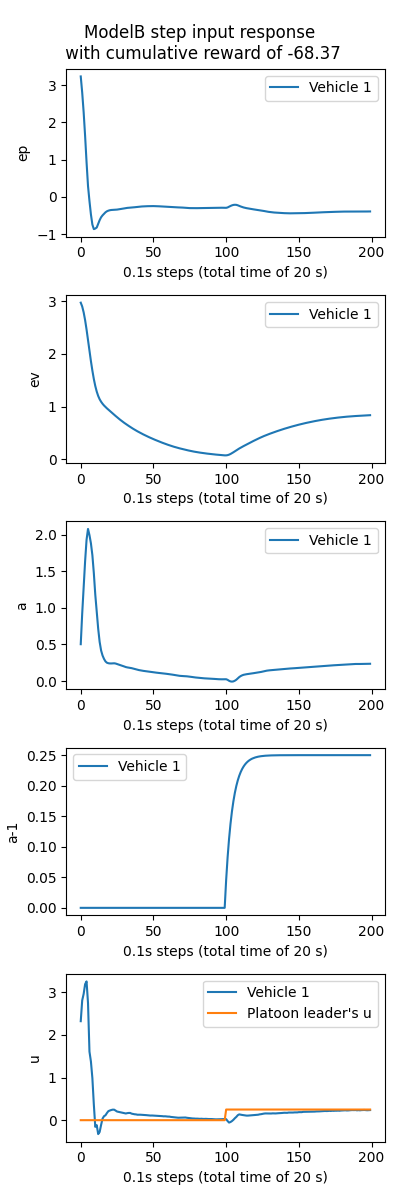 ModelB step input response
with cumulative reward of -68.37
3
2
1
0
−1
ep
Vehicle 1
0 50 100 150 200
0.1s steps (total time of 20 s)
3
2
1
0
ev
Vehicle 1
0 50 100 150 200
0.1s steps (total time of 20 s)
2.0
1.5
1.0
0.5
0.0
a
Vehicle 1
0 50 100 150 200
0.1s steps (total time of 20 s)
0.25
0.20
0.15
0.10
0.05
0.00
a-1
Vehicle 1
0 50 100 150 200
0.1s steps (total time of 20 s)
3
2
1
0
u
Vehicle 1
Platoon leader's u
0 50 100 150 200
0.1s steps (total time of 20 s)